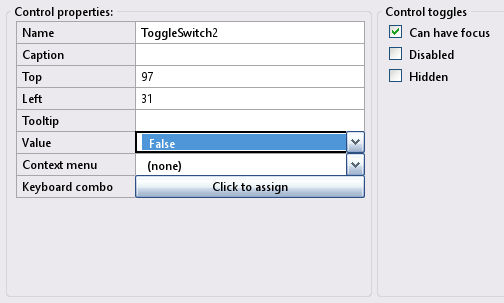 Control properties:
Name ToggleSwitch2
Caption
Top 97
Left 31
Tooltip
Value False
Context menu (none)
Keyboard combo Click to assign
Control toggles
Can have focus
Disabled
Hidden